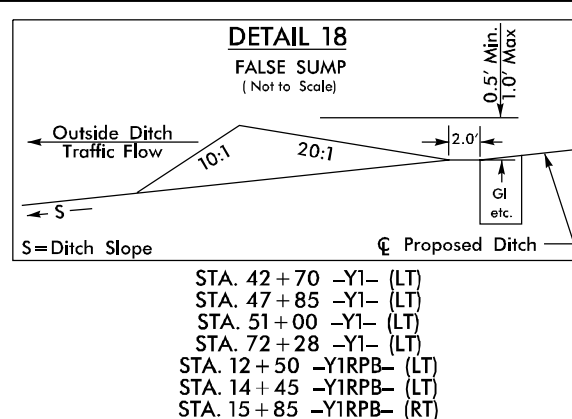 DETAIL 18
FALSE SUMP
( Not to Scale)
0.5' Min.
1.0' Max
Outside Ditch
Traffic Flow
10:1
20:1
2.0'
GI
etc.
S
S=Ditch Slope
℄ Proposed Ditch
STA. 42+70 -Y1- (LT)
STA. 47+85 -Y1- (LT)
STA. 51+00 -Y1- (LT)
STA. 72+28 -Y1- (LT)
STA. 12+50 -Y1RPB- (LT)
STA. 14+45 -Y1RPB- (LT)
STA. 15+85 -Y1RPB- (RT)